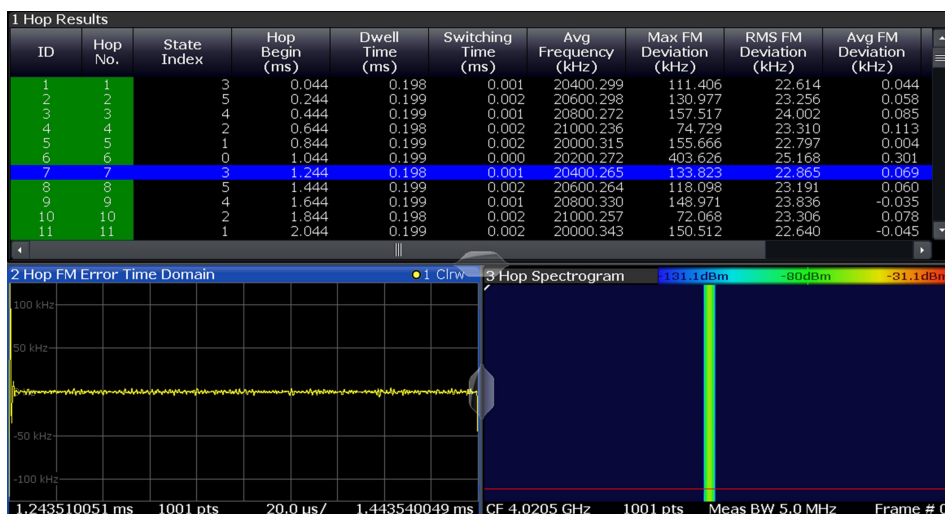 1 Hop Results
ID Hop No. State Index Hop Begin (ms) Dwell Time (ms) Switching Time (ms) Avg Frequency (kHz) Max FM Deviation (kHz) RMS FM Deviation (kHz) Avg FM Deviation (kHz)
1 1 3 0.044 0.198 0.001 20400.299 111.406 22.614 0.044
2 2 5 0.244 0.199 0.002 20600.298 130.977 23.256 0.058
3 3 4 0.444 0.199 0.002 20800.272 157.517 24.002 0.085
4 4 2 0.644 0.198 0.002 21000.236 74.729 23.310 0.113
5 5 1 0.844 0.199 0.002 20000.315 155.666 22.797 0.004
6 6 0 1.044 0.199 0.000 20200.272 403.626 25.168 0.301
7 7 3 1.244 0.198 0.001 20400.265 133.823 22.865 0.069
8 8 5 1.444 0.199 0.002 20600.264 118.098 23.191 0.060
9 9 4 1.644 0.199 0.002 20800.330 148.971 23.836 -0.035
10 10 2 1.844 0.198 0.002 21000.257 72.068 23.306 0.078
11 11 1 2.044 0.199 0.002 20000.343 150.512 22.640 -0.045
2 Hop FM Error Time Domain 1 Clrw
100 kHz
50 kHz
-50 kHz
-100 kHz
1.243510051 ms 1001 pts 20.0 µs/ 1.443540049 ms
3 Hop Spectrogram -131.1dBm -80dBm -31.1dBm
CF 4.0205 GHz 1001 pts Meas BW 5.0 MHz Frame # 0